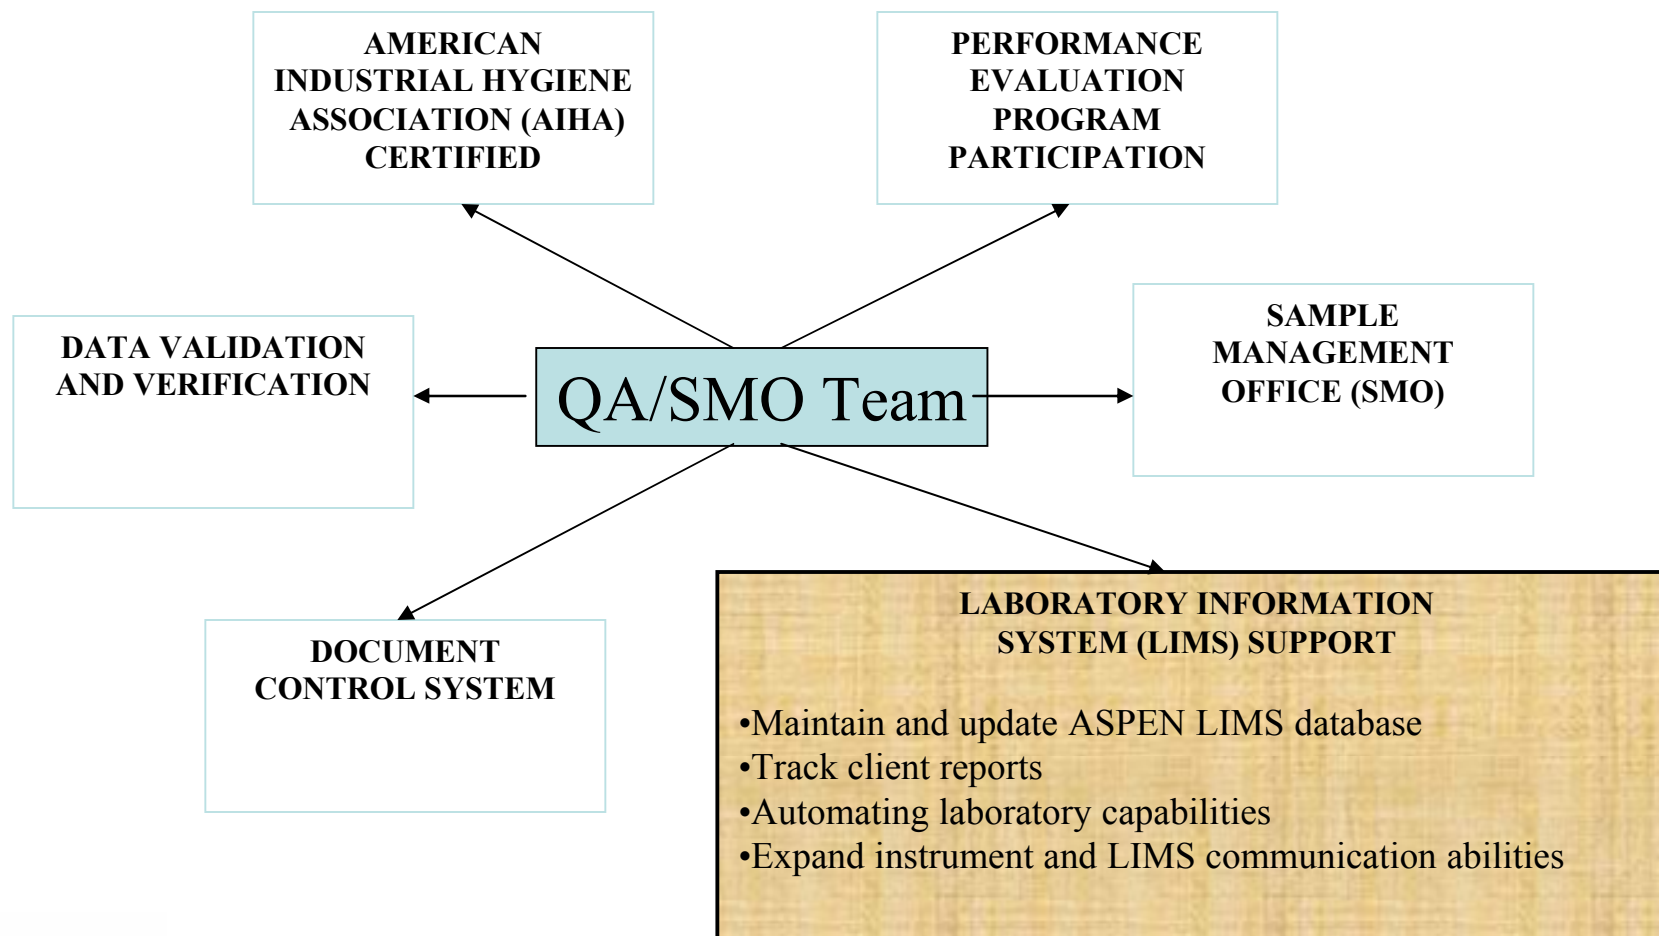 AMERICAN
INDUSTRIAL HYGIENE
ASSOCIATION (AIHA)
CERTIFIED
PERFORMANCE
EVALUATION
PROGRAM
PARTICIPATION
DATA VALIDATION
AND VERIFICATION
QA/SMO Team
SAMPLE
MANAGEMENT
OFFICE (SMO)
DOCUMENT
CONTROL SYSTEM
LABORATORY INFORMATION
SYSTEM (LIMS) SUPPORT
•Maintain and update ASPEN LIMS database
•Track client reports
•Automating laboratory capabilities
•Expand instrument and LIMS communication abilities